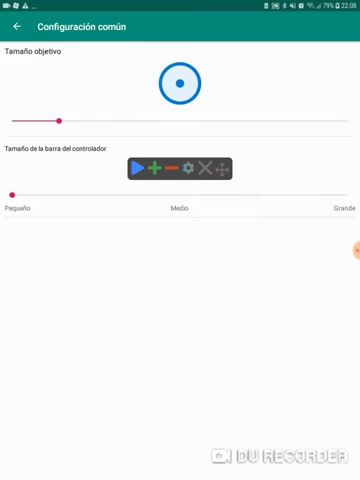 ... 79% 22:08
Configuración común
Tamaño objetivo
Tamaño de la barra del controlador
Pequeño Medio Grande
DU RECORDER